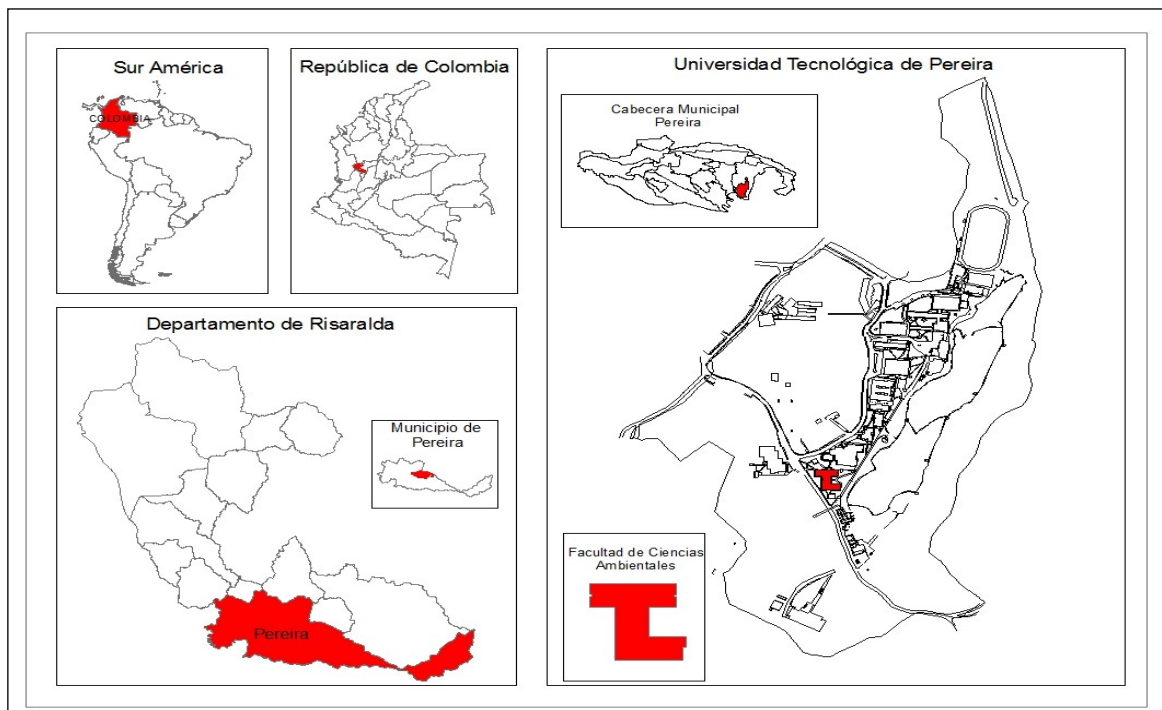 Sur América
COLOMBIA
República de Colombia
Universidad Tecnológica de Pereira
Cabecera Municipal
Pereira
Departamento de Risaralda
Municipio de
Pereira
Pereira
Facultad de Ciencias
Ambientales